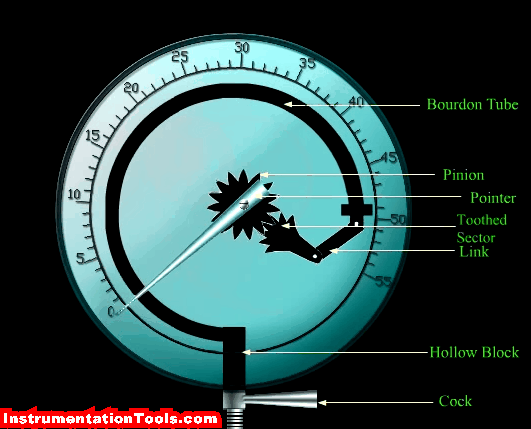 30
25
35
20
40
15
45
10
50
5
55
0
Bourdon Tube
Pinion
Pointer
Toothed
Sector
Link
Hollow Block
Cock
InstrumentationTools.com